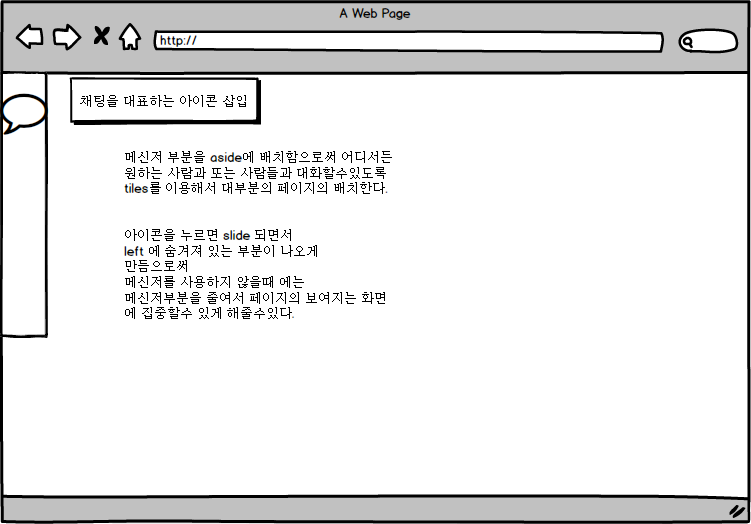 A Web Page
http://
채팅을 대표하는 아이콘 삽입
메신저 부분을 aside에 배치함으로써 어디서든
원하는 사람과 또는 사람들과 대화할수있도록
tiles를 이용해서 대부분의 페이지의 배치한다.
아이콘을 누르면 slide 되면서
left 에 숨겨져 있는 부분이 나오게
만듬으로써
메신저를 사용하지 않을때 에는
메신저부분을 줄여서 페이지의 보여지는 화면
에 집중할수 있게 해줄수있다.